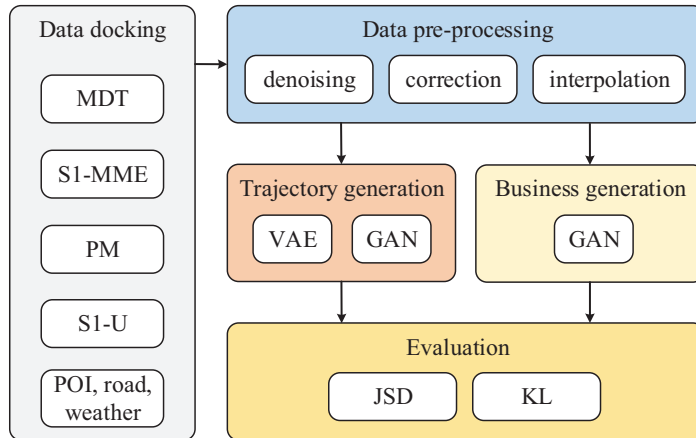 Data docking
MDT
S1-MME
PM
S1-U
POI, road,
weather
Data pre-processing
denoising
correction
interpolation
Trajectory generation
VAE
GAN
Business generation
GAN
Evaluation
JSD
KL